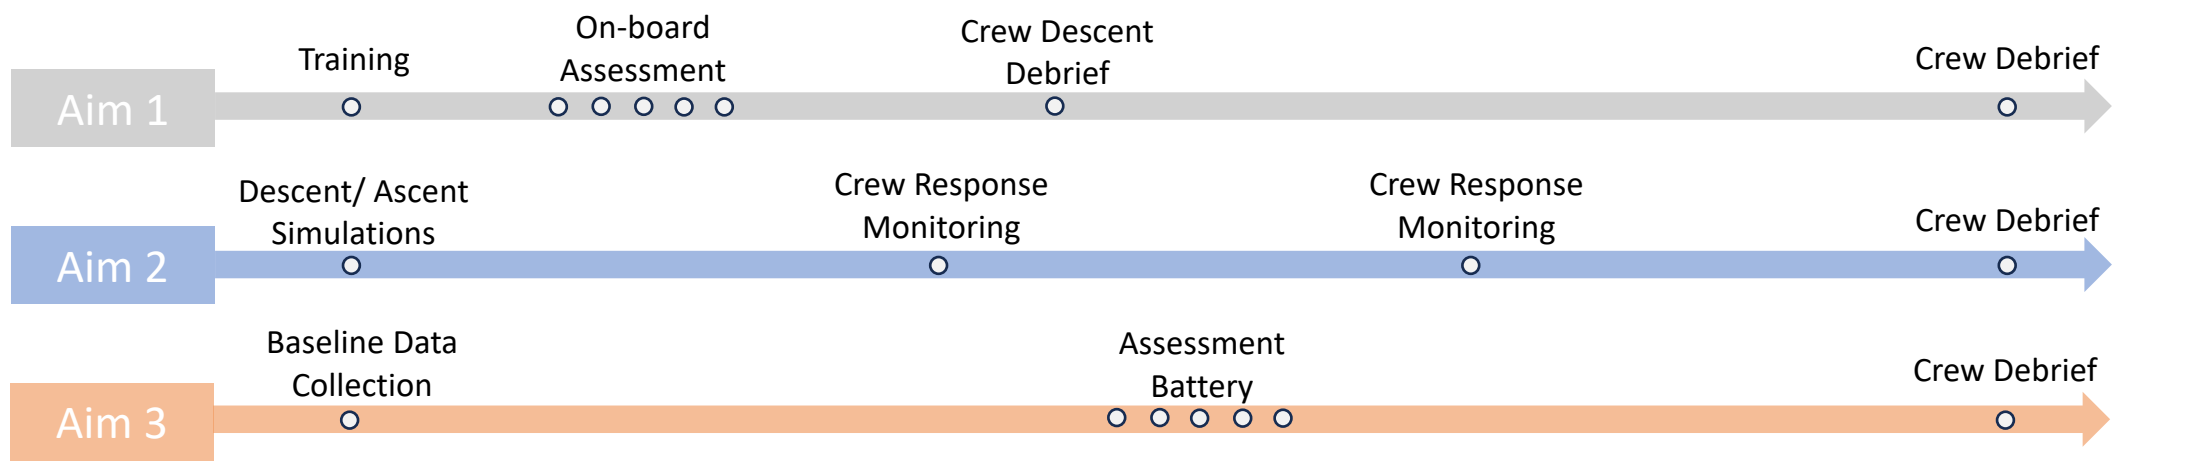 Training
On-board
Assessment
Crew Descent
Debrief
Crew Debrief
Aim 1
Descent/ Ascent
Simulations
Crew Response
Monitoring
Crew Response
Monitoring
Crew Debrief
Aim 2
Baseline Data
Collection
Assessment
Battery
Crew Debrief
Aim 3